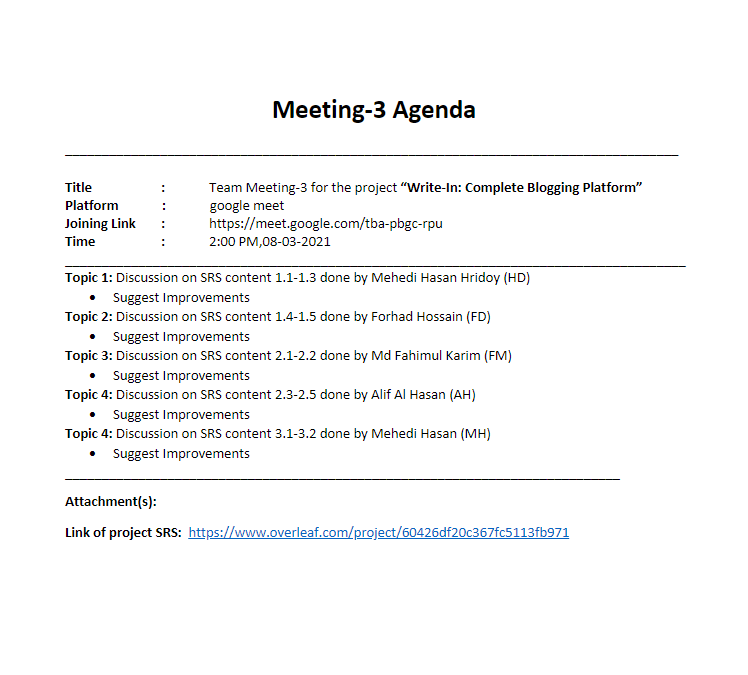 Meeting-3 Agenda
Title : Team Meeting-3 for the project “Write-In: Complete Blogging Platform”
Platform : google meet
Joining Link : https://meet.google.com/tba-pbgc-rpu
Time : 2:00 PM,08-03-2021
Topic 1: Discussion on SRS content 1.1-1.3 done by Mehedi Hasan Hridoy (HD)
• Suggest Improvements
Topic 2: Discussion on SRS content 1.4-1.5 done by Forhad Hossain (FD)
• Suggest Improvements
Topic 3: Discussion on SRS content 2.1-2.2 done by Md Fahimul Karim (FM)
• Suggest Improvements
Topic 4: Discussion on SRS content 2.3-2.5 done by Alif Al Hasan (AH)
• Suggest Improvements
Topic 4: Discussion on SRS content 3.1-3.2 done by Mehedi Hasan (MH)
• Suggest Improvements
Attachment(s):
Link of project SRS: https://www.overleaf.com/project/60426df20c367fc5113fb971